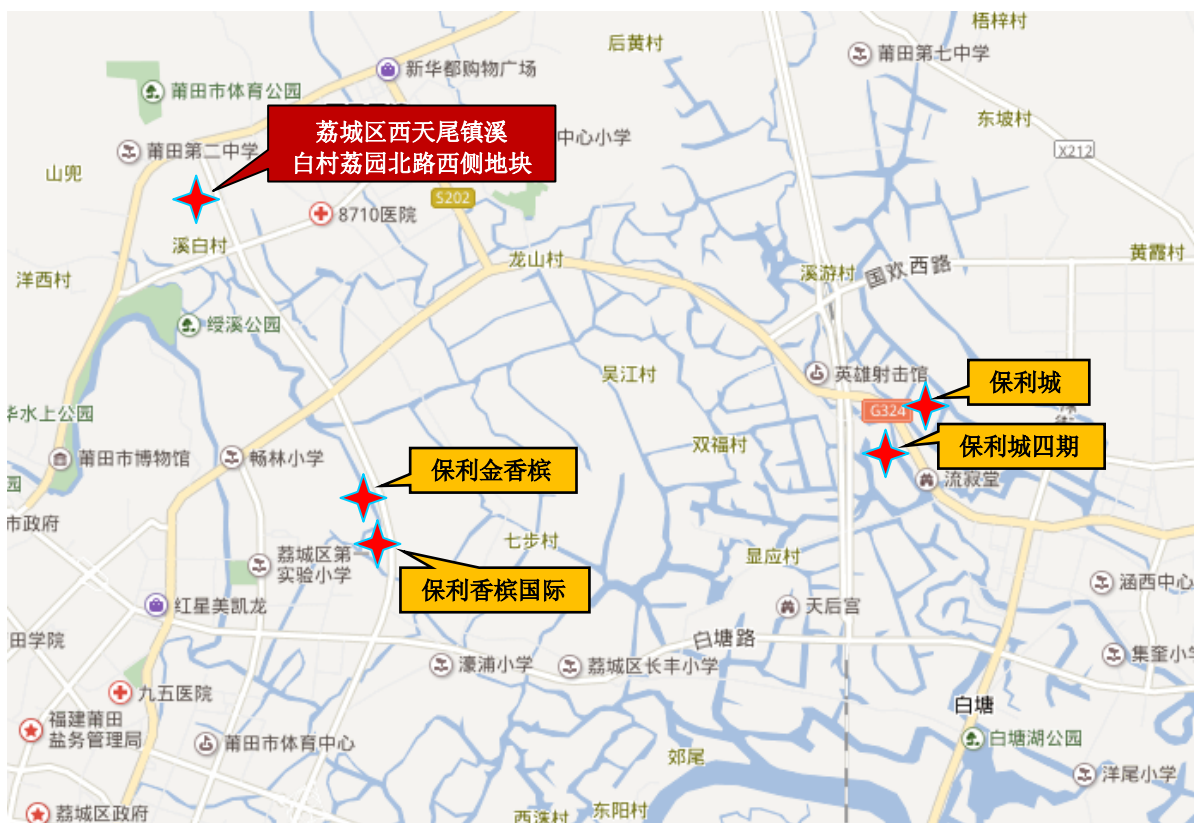 梧梓村
后黄村
莆田第七中学
新华都购物广场
莆田市体育公园
东坡村
荔城区西天尾镇溪
白村荔园北路西侧地块
中心小学
莆田第二中学
X212
山兜
S202
8710医院
溪白村
龙山村
黄霞村
洋西村
溪游村
国欢西路
绶溪公园
吴江村
英雄射击馆
保利城
G324
华水上公园
双福村
保利城四期
莆田市博物馆
畅林小学
保利金香槟
流寂堂
园
市政府
七步村
荔城区第一
实验小学
显应村
保利香槟国际
涵西中心
红星美凯龙
天后宫
田学院
白塘路
濠浦小学
荔城区长丰小学
集奎小学
九五医院
白塘
福建莆田
盐务管理局
莆田市体育中心
白塘湖公园
郊尾
洋尾小学
荔城区政府
西洙村
东阳村